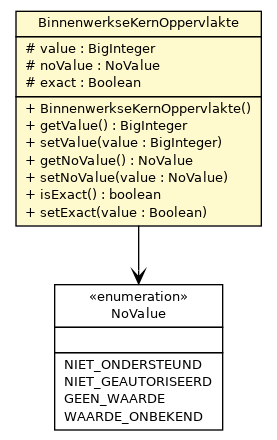 BinnenwerkseKernOppervlakte
# value : BigInteger
# noValue : NoValue
# exact : Boolean
+ BinnenwerkseKernOppervlakte()
+ getValue() : BigInteger
+ setValue(value : BigInteger)
+ getNoValue() : NoValue
+ setNoValue(value : NoValue)
+ isExact() : boolean
+ setExact(value : Boolean)
«enumeration»
NoValue
NIET_ONDERSTEUND
NIET_GEAUTORISEERD
GEEN_WAARDE
WAARDE_ONBEKEND